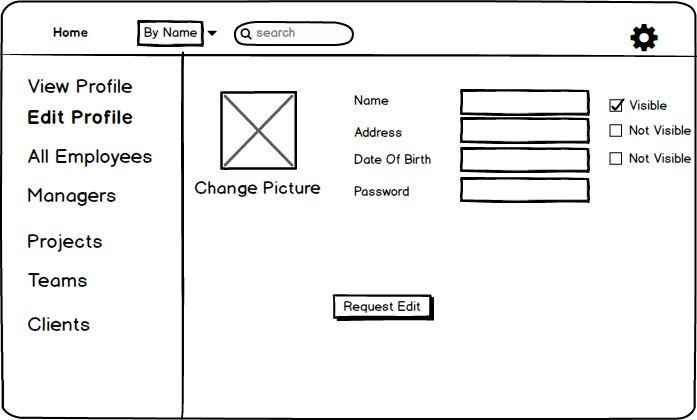 Home
By Name
search
View Profile
Edit Profile
All Employees
Managers
Projects
Teams
Clients
Change Picture
Name
Visible
Address
Not Visible
Date Of Birth
Not Visible
Password
Request Edit